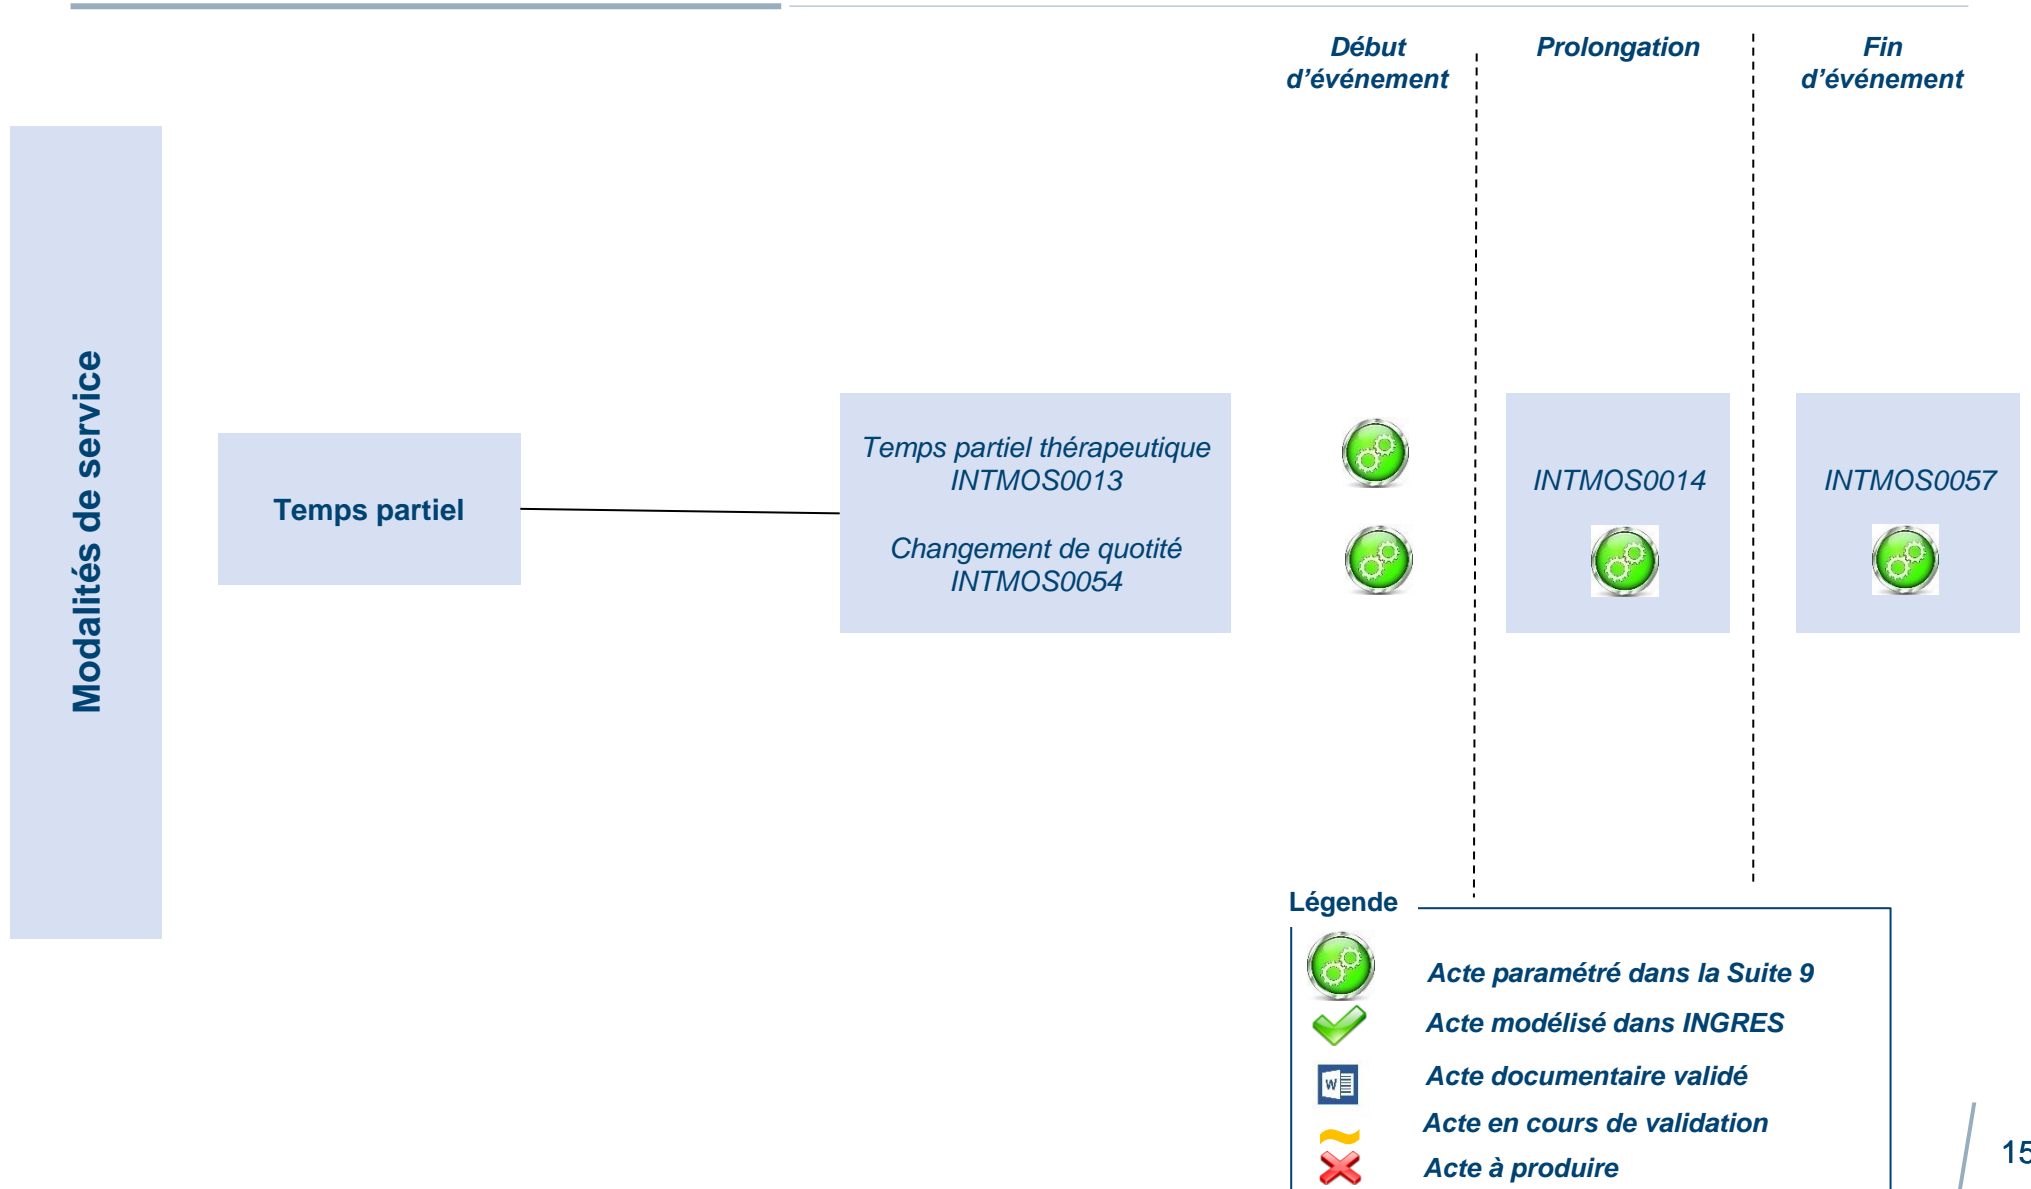 Début
d'événement
Prolongation
Fin
d'événement
Modalités de service
Temps partiel
Temps partiel thérapeutique
INTMOS0013
Changement de quotité
INTMOS0054
INTMOS0014
INTMOS0057
Légende
Acte paramétré dans la Suite 9
Acte modélisé dans INGRES
W
Acte documentaire validé
Acte en cours de validation
Acte à produire
15